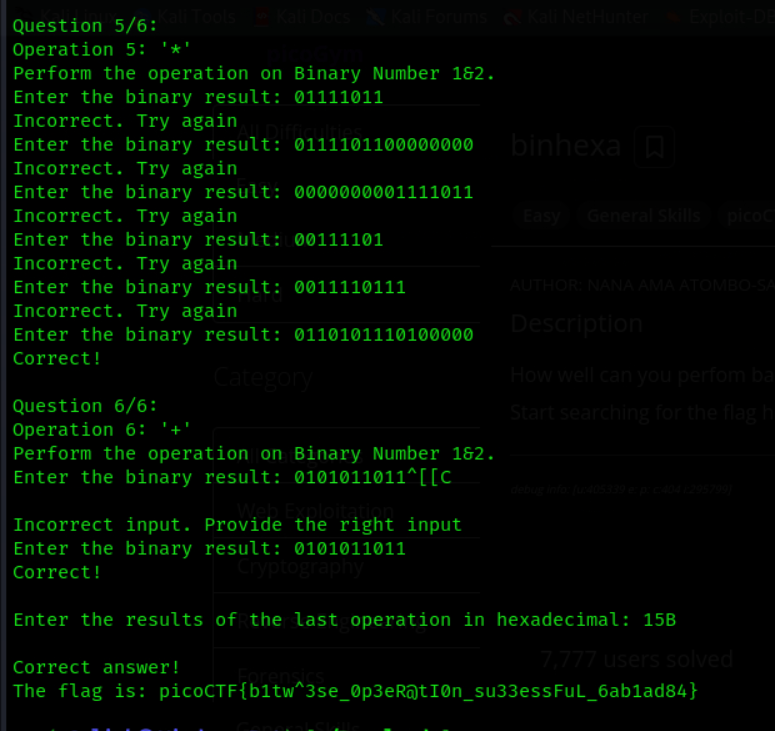 Kali Tools Kali Docs Kali Forums Kali NetHunter Exploit-DB
Question 5/6:
Operation 5: '*'
Perform the operation on Binary Number 1&2.
Enter the binary result: 01111011
Incorrect. Try again
Enter the binary result: 0111101100000000
Incorrect. Try again
Enter the binary result: 0000000001111011
Incorrect. Try again
Enter the binary result: 00111101
Incorrect. Try again
Enter the binary result: 0011110111
Incorrect. Try again
Enter the binary result: 0110101110100000
Correct!
Question 6/6:
Operation 6: '+'
Perform the operation on Binary Number 1&2.
Enter the binary result: 0101011011^[[C
Incorrect input. Provide the right input
Enter the binary result: 0101011011
Correct!
Enter the results of the last operation in hexadecimal: 15B
Correct answer!
The flag is: picoCTF{b1tw^3se_0p3eR@tI0n_su33essFuL_6ab1ad84}
All Difficulties
Category
Web Exploitation
Cryptography
Forensics
General Skills
binhexa
Easy General Skills picoC
AUTHOR: NANA AMA ATOMBO-SA
Description
How well can you perfom ba
Start searching for the flag h
7,777 users solved